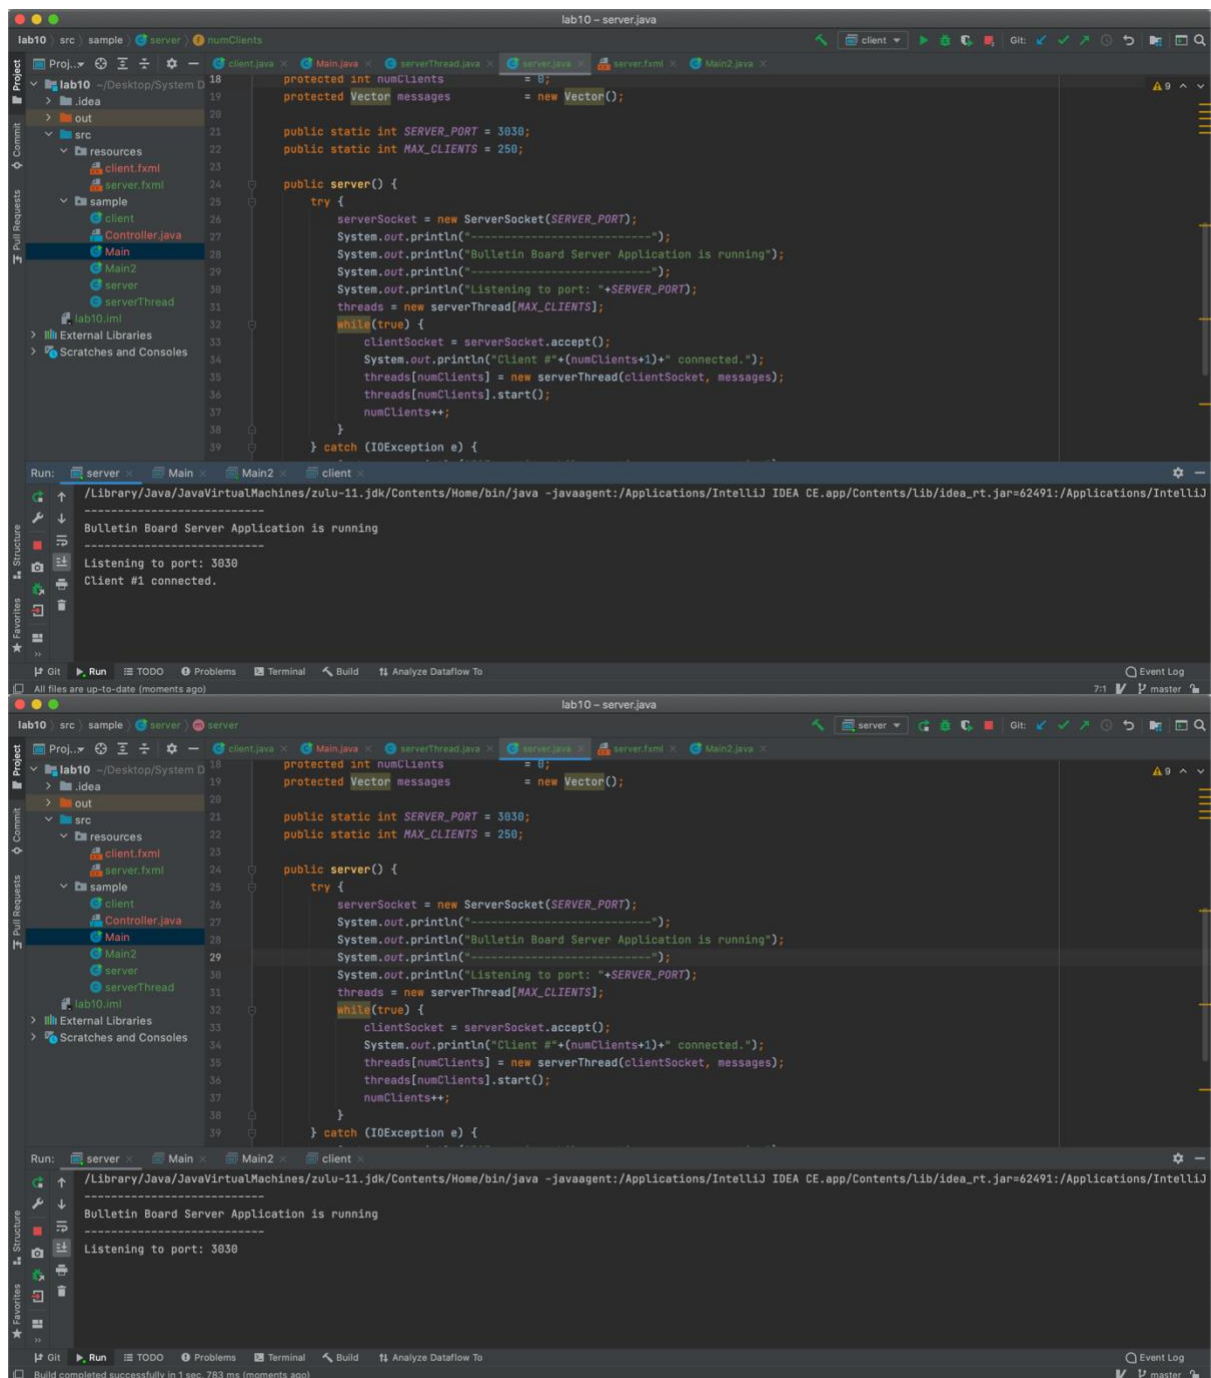 lab10 – server.java
lab10 src sample server numClients client Git:
Project Proj... client.java Main.java serverThread.java server.java server.fxml Main2.java
lab10 ~/Desktop/System D 18 protected int numClients = 0; 9
.idea 19 protected Vector messages = new Vector();
out 20
src 21 public static int SERVER_PORT = 3030;
Commit resources 22 public static int MAX_CLIENTS = 250;
client.fxml 23
server.fxml 24 public server() {
Pull Requests sample 25 try {
client 26 serverSocket = new ServerSocket(SERVER_PORT);
Controller.java 27 System.out.println("---------------------------");
Main 28 System.out.println("Bulletin Board Server Application is running");
Main2 29 System.out.println("---------------------------");
server 30 System.out.println("Listening to port: "+SERVER_PORT);
serverThread 31 threads = new serverThread[MAX_CLIENTS];
lab10.iml 32 while(true) {
External Libraries 33 clientSocket = serverSocket.accept();
Scratches and Consoles 34 System.out.println("Client #"+(numClients+1)+" connected.");
35 threads[numClients] = new serverThread(clientSocket, messages);
36 threads[numClients].start();
37 numClients++;
38 }
39 } catch (IOException e) {
Run: server Main Main2 client
/Library/Java/JavaVirtualMachines/zulu-11.jdk/Contents/Home/bin/java -javaagent:/Applications/IntelliJ IDEA CE.app/Contents/lib/idea_rt.jar=62491:/Applications/IntelliJ
---------------------------
Bulletin Board Server Application is running
---------------------------
Structure Listening to port: 3030
Client #1 connected.
Favorites
Git Run TODO Problems Terminal Build Analyze Dataflow To Event Log
All files are up-to-date (moments ago) 7:1 master
lab10 – server.java
lab10 src sample server server server Git:
Project Proj... client.java Main.java serverThread.java server.java server.fxml Main2.java
lab10 ~/Desktop/System D 18 protected int numClients = 0; 9
.idea 19 protected Vector messages = new Vector();
out 20
src 21 public static int SERVER_PORT = 3030;
Commit resources 22 public static int MAX_CLIENTS = 250;
client.fxml 23
server.fxml 24 public server() {
Pull Requests sample 25 try {
client 26 serverSocket = new ServerSocket(SERVER_PORT);
Controller.java 27 System.out.println("---------------------------");
Main 28 System.out.println("Bulletin Board Server Application is running");
Main2 29 System.out.println("---------------------------");
server 30 System.out.println("Listening to port: "+SERVER_PORT);
serverThread 31 threads = new serverThread[MAX_CLIENTS];
lab10.iml 32 while(true) {
External Libraries 33 clientSocket = serverSocket.accept();
Scratches and Consoles 34 System.out.println("Client #"+(numClients+1)+" connected.");
35 threads[numClients] = new serverThread(clientSocket, messages);
36 threads[numClients].start();
37 numClients++;
38 }
39 } catch (IOException e) {
Run: server Main Main2 client
/Library/Java/JavaVirtualMachines/zulu-11.jdk/Contents/Home/bin/java -javaagent:/Applications/IntelliJ IDEA CE.app/Contents/lib/idea_rt.jar=62491:/Applications/IntelliJ
---------------------------
Bulletin Board Server Application is running
---------------------------
Structure Listening to port: 3030
Favorites
Git Run TODO Problems Terminal Build Analyze Dataflow To Event Log
Build completed successfully in 1 sec, 783 ms (moments ago) master